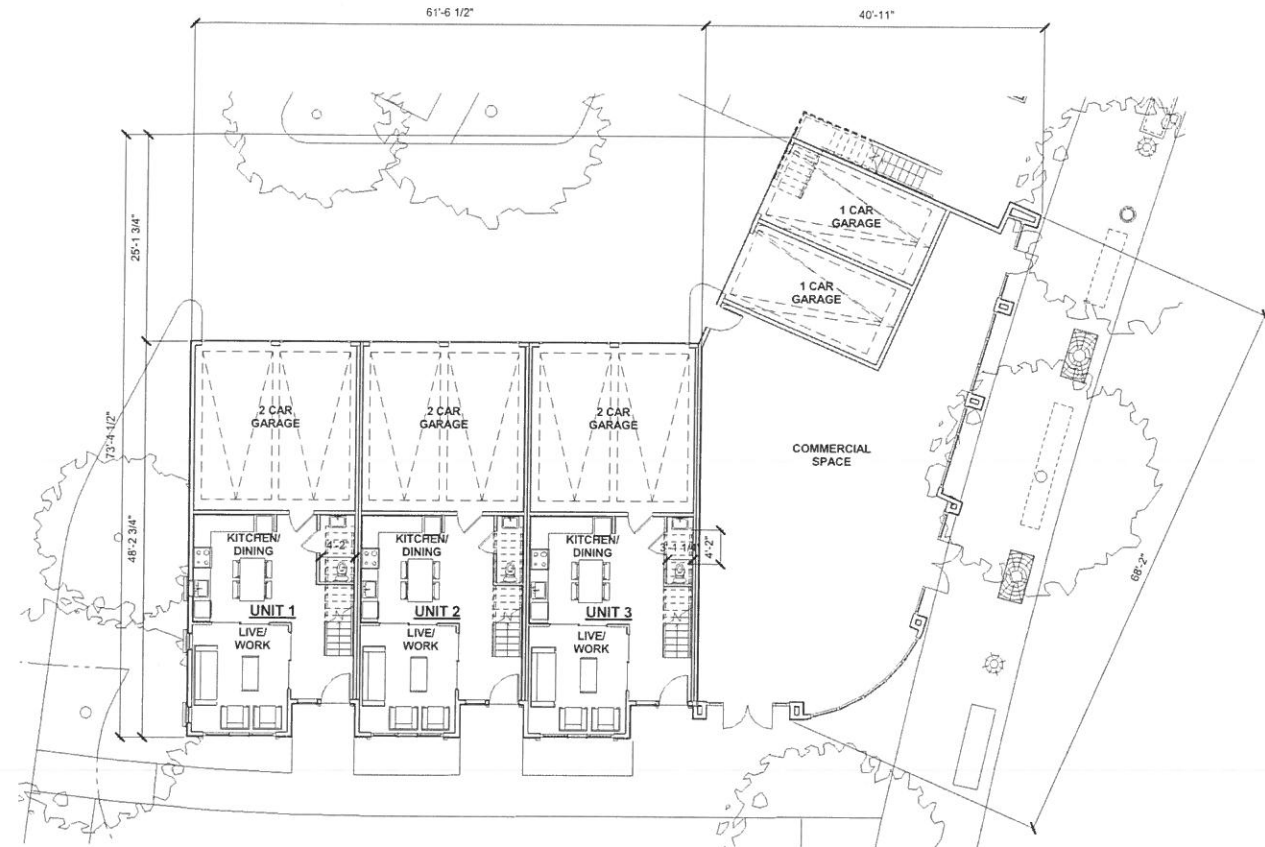 61'-6 1/2"
40'-11"
25'-1 3/4"
73'-4 1/2"
48'-2 3/4"
68'-2"
1 CAR
GARAGE
1 CAR
GARAGE
2 CAR
GARAGE
2 CAR
GARAGE
2 CAR
GARAGE
COMMERCIAL
SPACE
KITCHEN/
DINING
4'-2"
KITCHEN/
DINING
KITCHEN/
DINING
4'-2"
UNIT 1
UNIT 2
UNIT 3
LIVE/
WORK
LIVE/
WORK
LIVE/
WORK